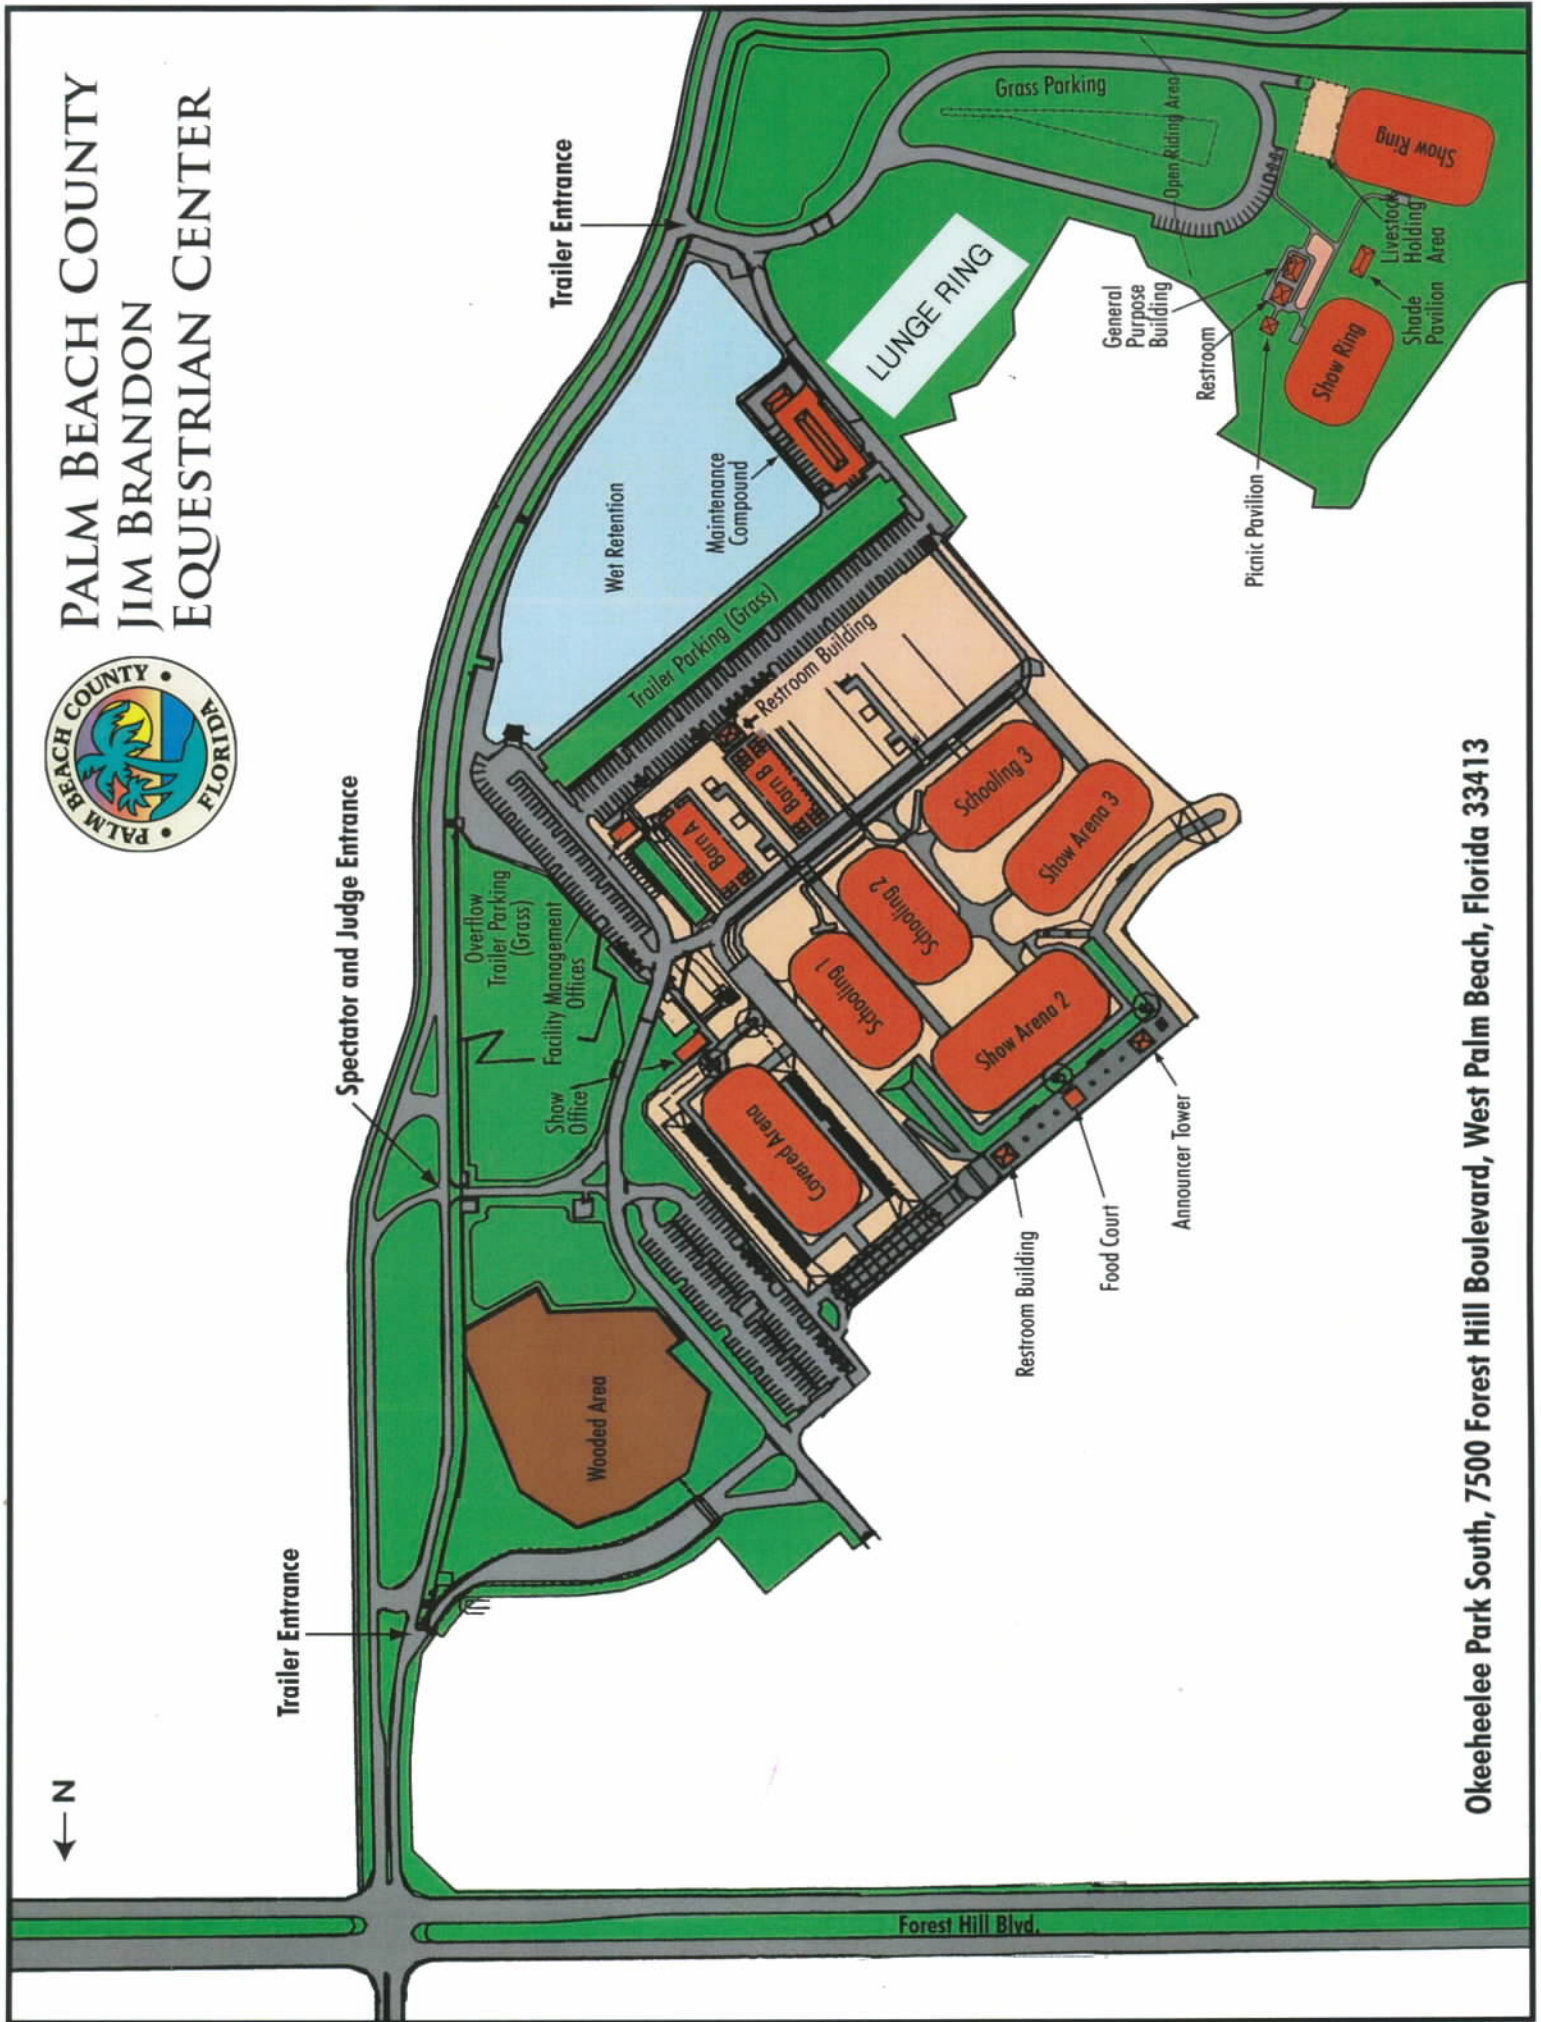 PALM BEACH COUNTY
JIM BRANDON
EQUESTRIAN CENTER
PALM BEACH COUNTY • FLORIDA •
← N
Trailer Entrance
Spectator and Judge Entrance
Trailer Entrance
Wooded Area
Overflow
Trailer Parking
(Grass)
Facility Management
Offices
Show
Office
Wet Retention
Maintenance
Compound
Trailer Parking (Grass)
Restroom Building
Barn A
Barn B
Covered Arena
Schooling 1
Schooling 2
Schooling 3
Show Arena 2
Show Arena 3
Restroom Building
Food Court
Announcer Tower
LUNGE RING
Grass Parking
Open Riding Area
General
Purpose
Building
Restroom
Picnic Pavilion
Show Ring
Shade
Pavilion
Livestock
Holding
Area
Show Ring
Forest Hill Blvd.
Okeeheelee Park South, 7500 Forest Hill Boulevard, West Palm Beach, Florida 33413